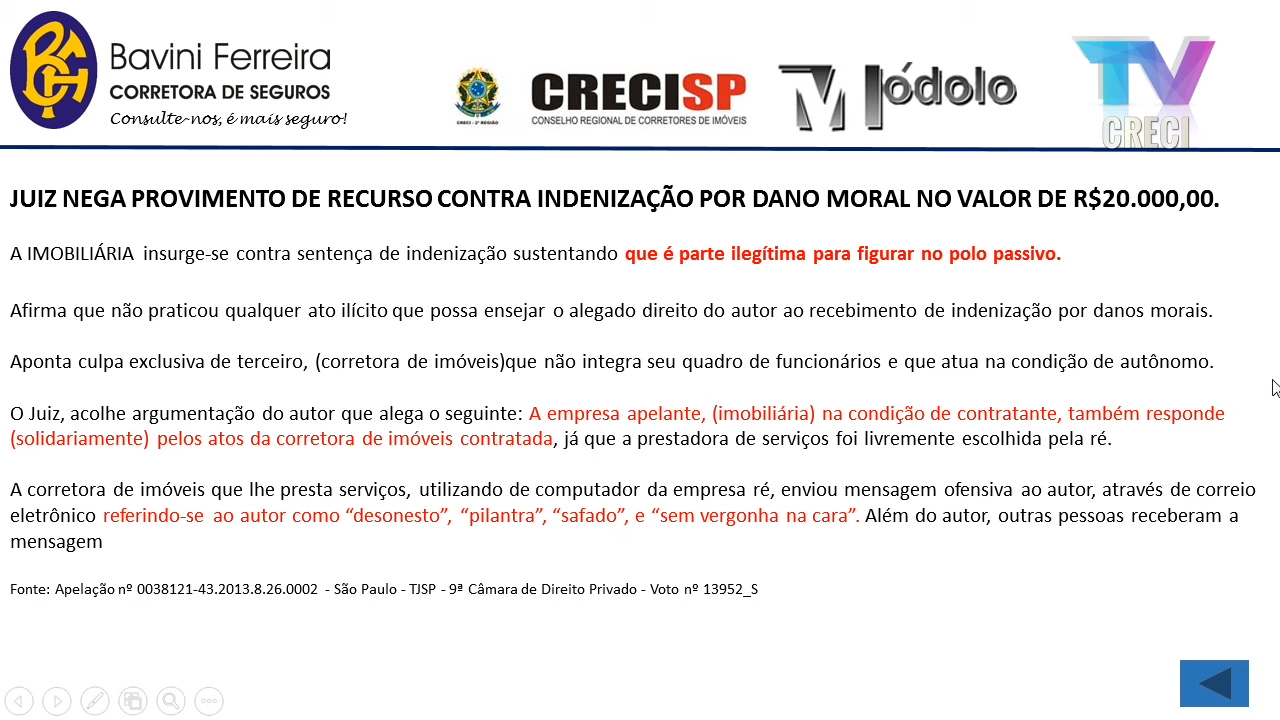 Bavini Ferreira
CORRETORA DE SEGUROS
Consulte-nos, é mais seguro!
CRECI - 2ª REGIÃO
CRECISP
CONSELHO REGIONAL DE CORRETORES DE IMÓVEIS
Módolo
TV
CRECI
JUIZ NEGA PROVIMENTO DE RECURSO CONTRA INDENIZAÇÃO POR DANO MORAL NO VALOR DE R$20.000,00.
A IMOBILIÁRIA insurge-se contra sentença de indenização sustentando que é parte ilegítima para figurar no polo passivo.
Afirma que não praticou qualquer ato ilícito que possa ensejar o alegado direito do autor ao recebimento de indenização por danos morais.
Aponta culpa exclusiva de terceiro, (corretora de imóveis)que não integra seu quadro de funcionários e que atua na condição de autônomo.
O Juiz, acolhe argumentação do autor que alega o seguinte: A empresa apelante, (imobiliária) na condição de contratante, também responde
(solidariamente) pelos atos da corretora de imóveis contratada, já que a prestadora de serviços foi livremente escolhida pela ré.
A corretora de imóveis que lhe presta serviços, utilizando de computador da empresa ré, enviou mensagem ofensiva ao autor, através de correio
eletrônico referindo-se ao autor como “desonesto”, “pilantra”, “safado”, e “sem vergonha na cara”. Além do autor, outras pessoas receberam a
mensagem
Fonte: Apelação nº 0038121-43.2013.8.26.0002 - São Paulo - TJSP - 9ª Câmara de Direito Privado - Voto nº 13952_S